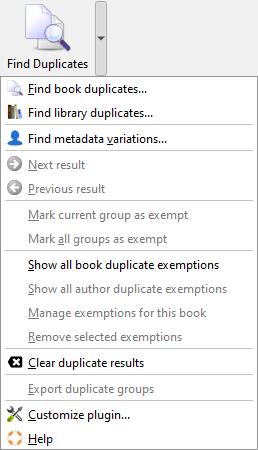 Find Duplicates
Find book duplicates...
Find library duplicates...
Find metadata variations...
Next result
Previous result
Mark current group as exempt
Mark all groups as exempt
Show all book duplicate exemptions
Show all author duplicate exemptions
Manage exemptions for this book
Remove selected exemptions
Clear duplicate results
Export duplicate groups
Customize plugin...
Help